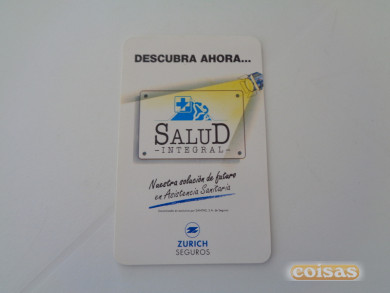 DESCUBRA AHORA...
SALUD
-INTEGRAL-
Nuestra solución de futuro
en Asistencia Sanitaria
ZURICH
SEGUROS
coisas